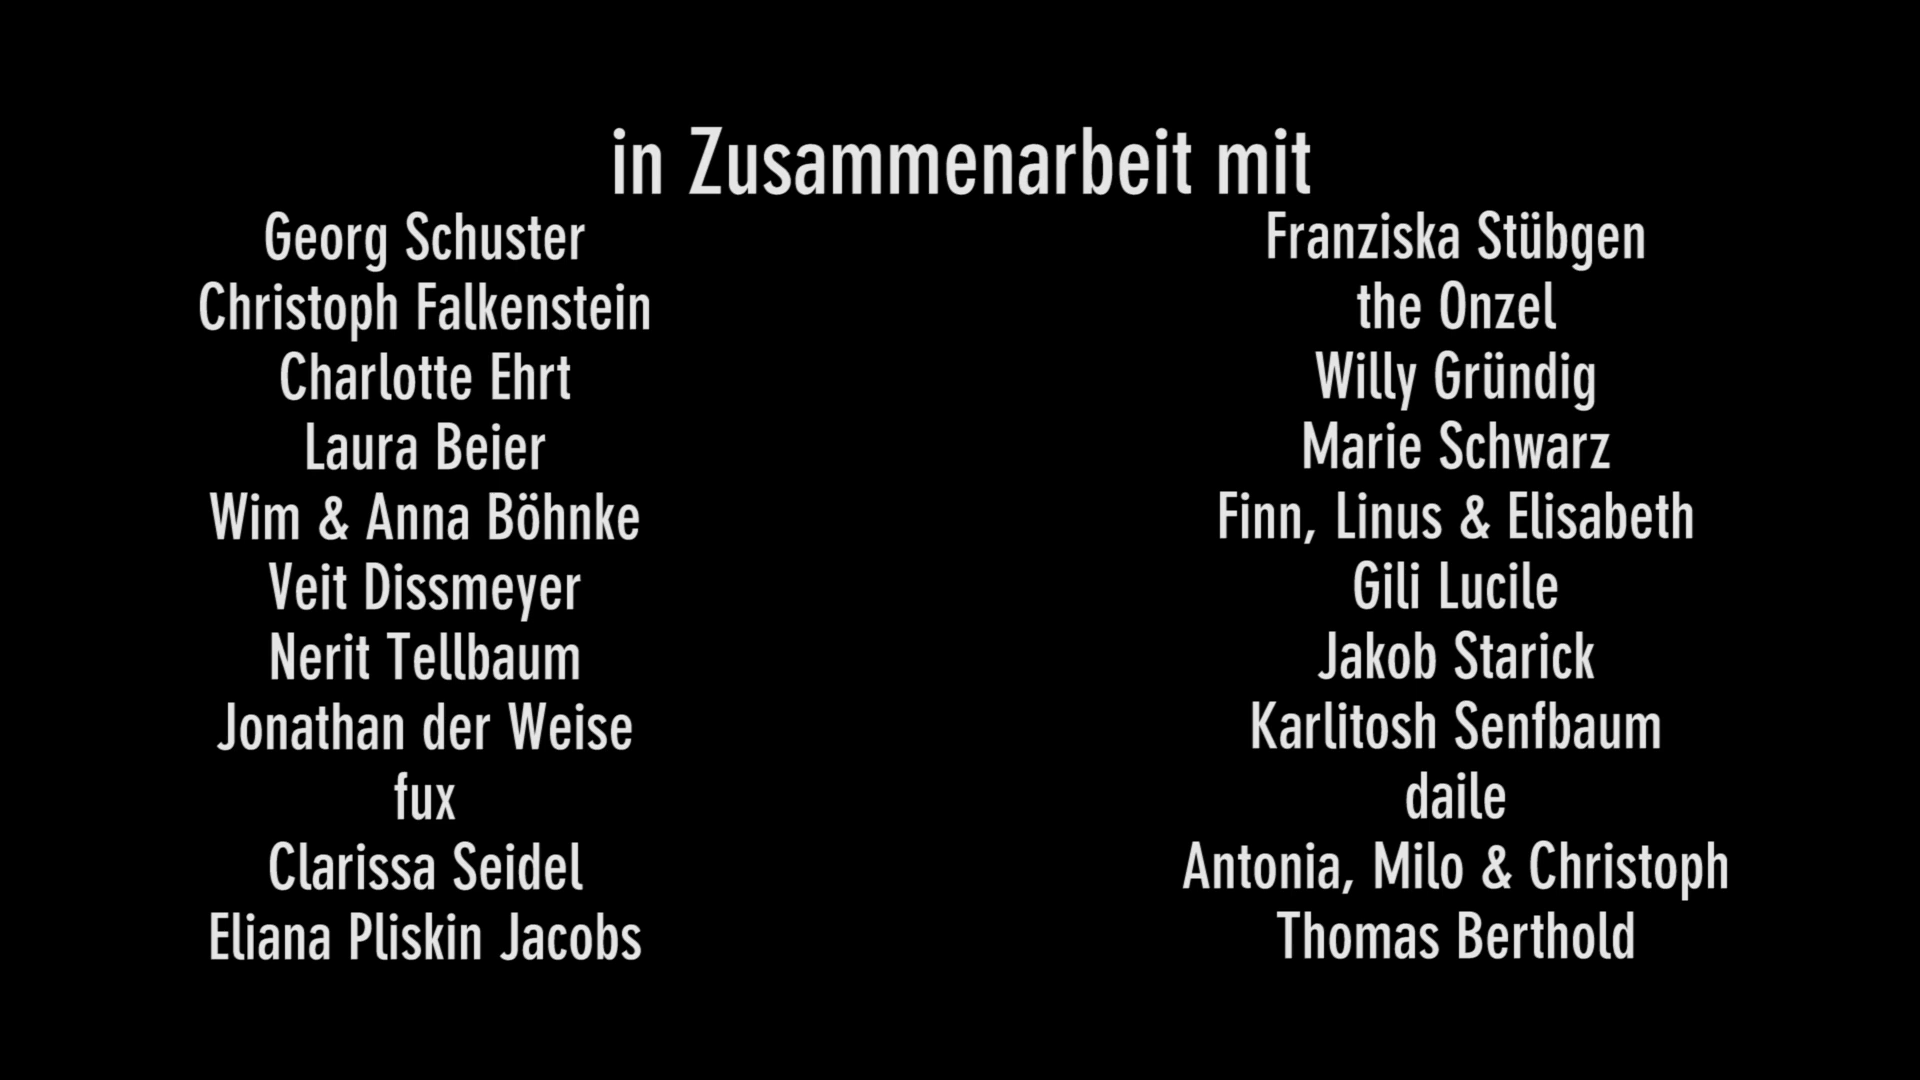 in Zusammenarbeit mit
Georg Schuster
Christoph Falkenstein
Charlotte Ehrt
Laura Beier
Wim & Anna Böhnke
Veit Dissmeyer
Nerit Tellbaum
Jonathan der Weise
fux
Clarissa Seidel
Eliana Pliskin Jacobs
Franziska Stübgen
the Onzel
Willy Gründig
Marie Schwarz
Finn, Linus & Elisabeth
Gili Lucile
Jakob Starick
Karlitosh Senfbaum
daile
Antonia, Milo & Christoph
Thomas Berthold